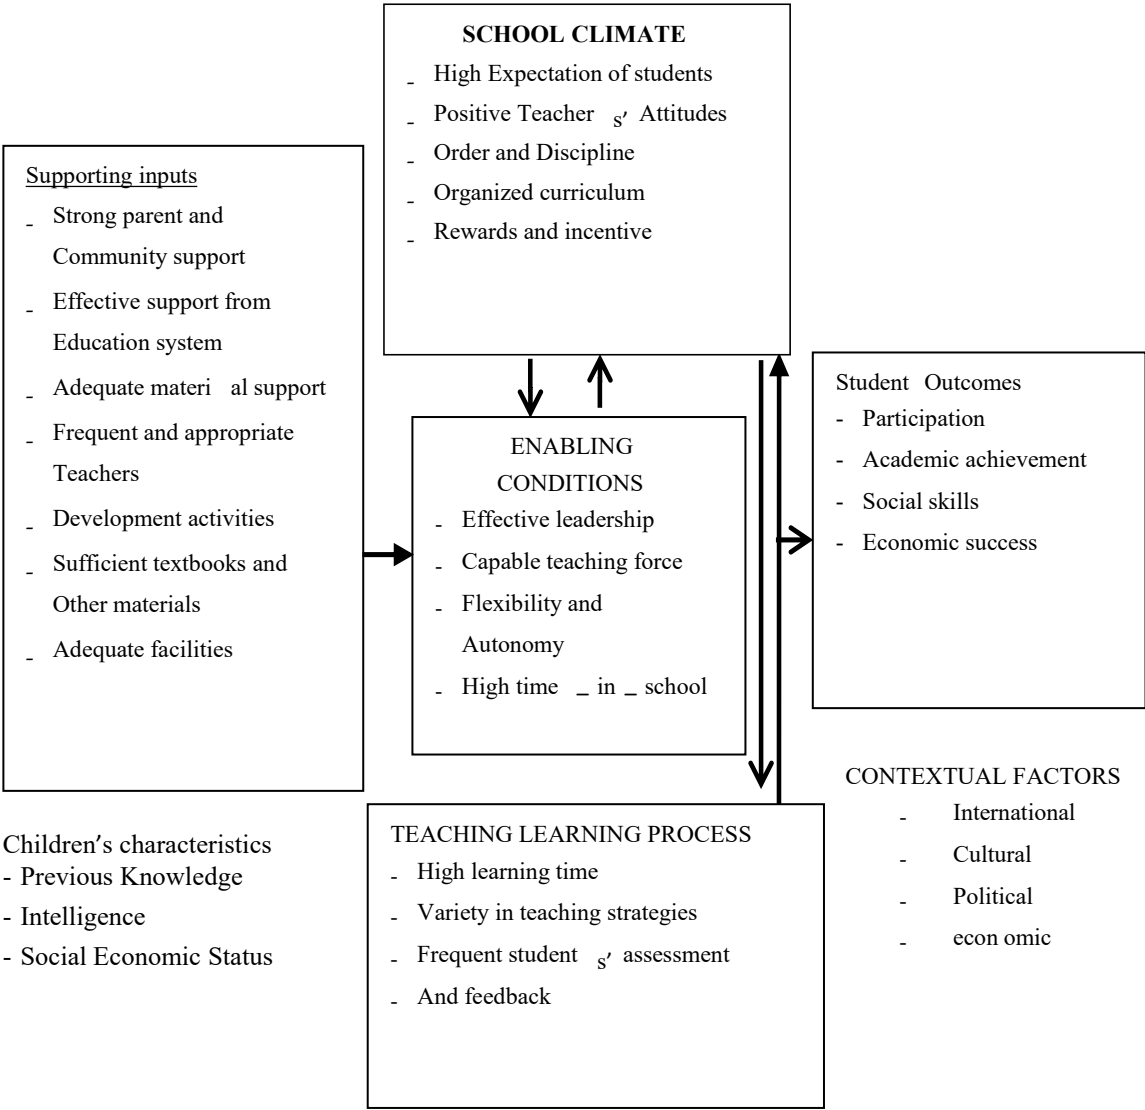 SCHOOL CLIMATE
- High Expectation of students
- Positive Teacher s’ Attitudes
- Order and Discipline
- Organized curriculum
- Rewards and incentive
Supporting inputs
- Strong parent and
Community support
- Effective support from
Education system
- Adequate materi al support
- Frequent and appropriate
Teachers
- Development activities
- Sufficient textbooks and
Other materials
- Adequate facilities
ENABLING
CONDITIONS
- Effective leadership
- Capable teaching force
- Flexibility and
Autonomy
- High time _ in _ school
Student Outcomes
- Participation
- Academic achievement
- Social skills
- Economic success
Children’s characteristics
- Previous Knowledge
- Intelligence
- Social Economic Status
TEACHING LEARNING PROCESS
- High learning time
- Variety in teaching strategies
- Frequent student s’ assessment
- And feedback
CONTEXTUAL FACTORS
- International
- Cultural
- Political
- econ omic